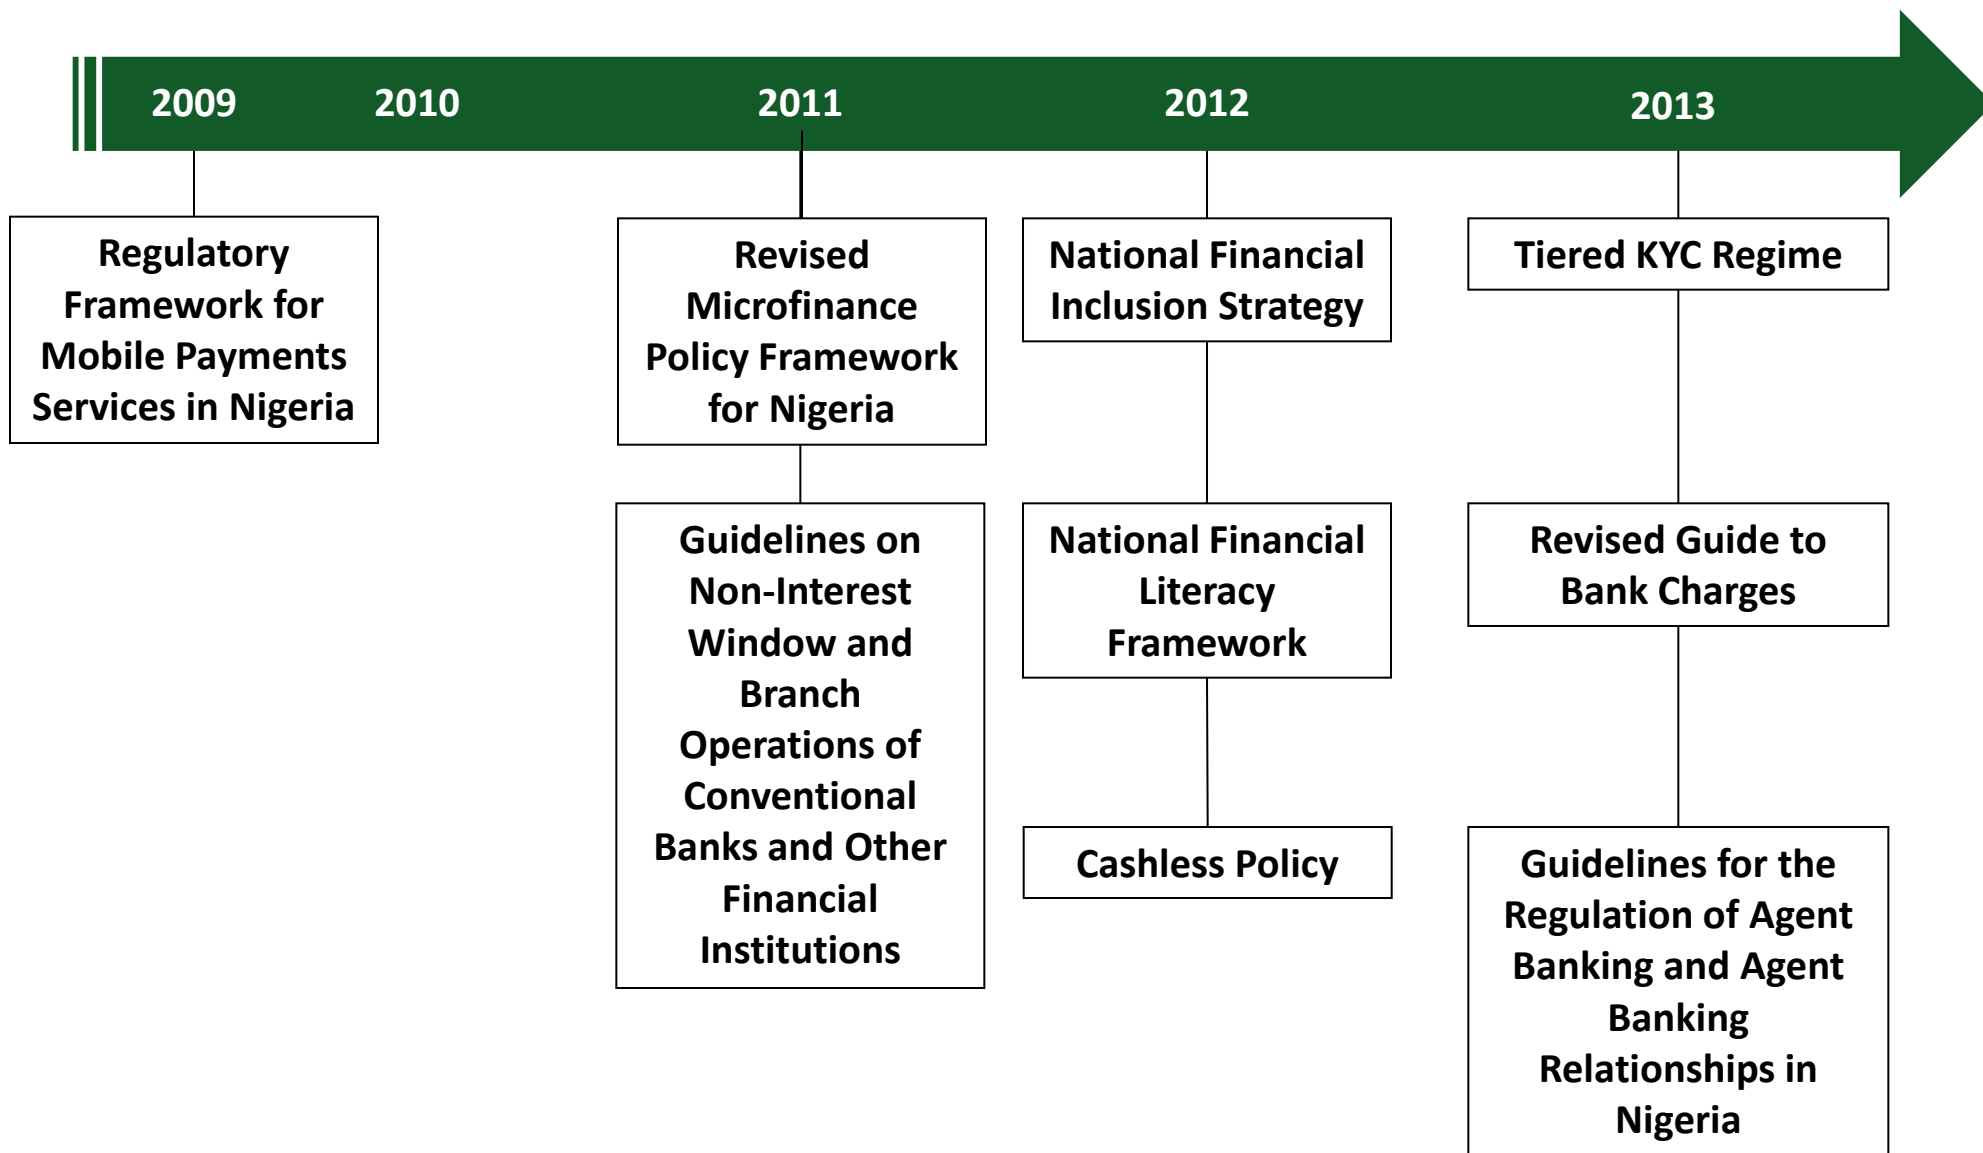 2009
2010
2011
2012
2013
Regulatory
Framework for
Mobile Payments
Services in Nigeria
Revised
Microfinance
Policy Framework
for Nigeria
Guidelines on
Non-Interest
Window and
Branch
Operations of
Conventional
Banks and Other
Financial
Institutions
National Financial
Inclusion Strategy
National Financial
Literacy
Framework
Cashless Policy
Tiered KYC Regime
Revised Guide to
Bank Charges
Guidelines for the
Regulation of Agent
Banking and Agent
Banking
Relationships in
Nigeria